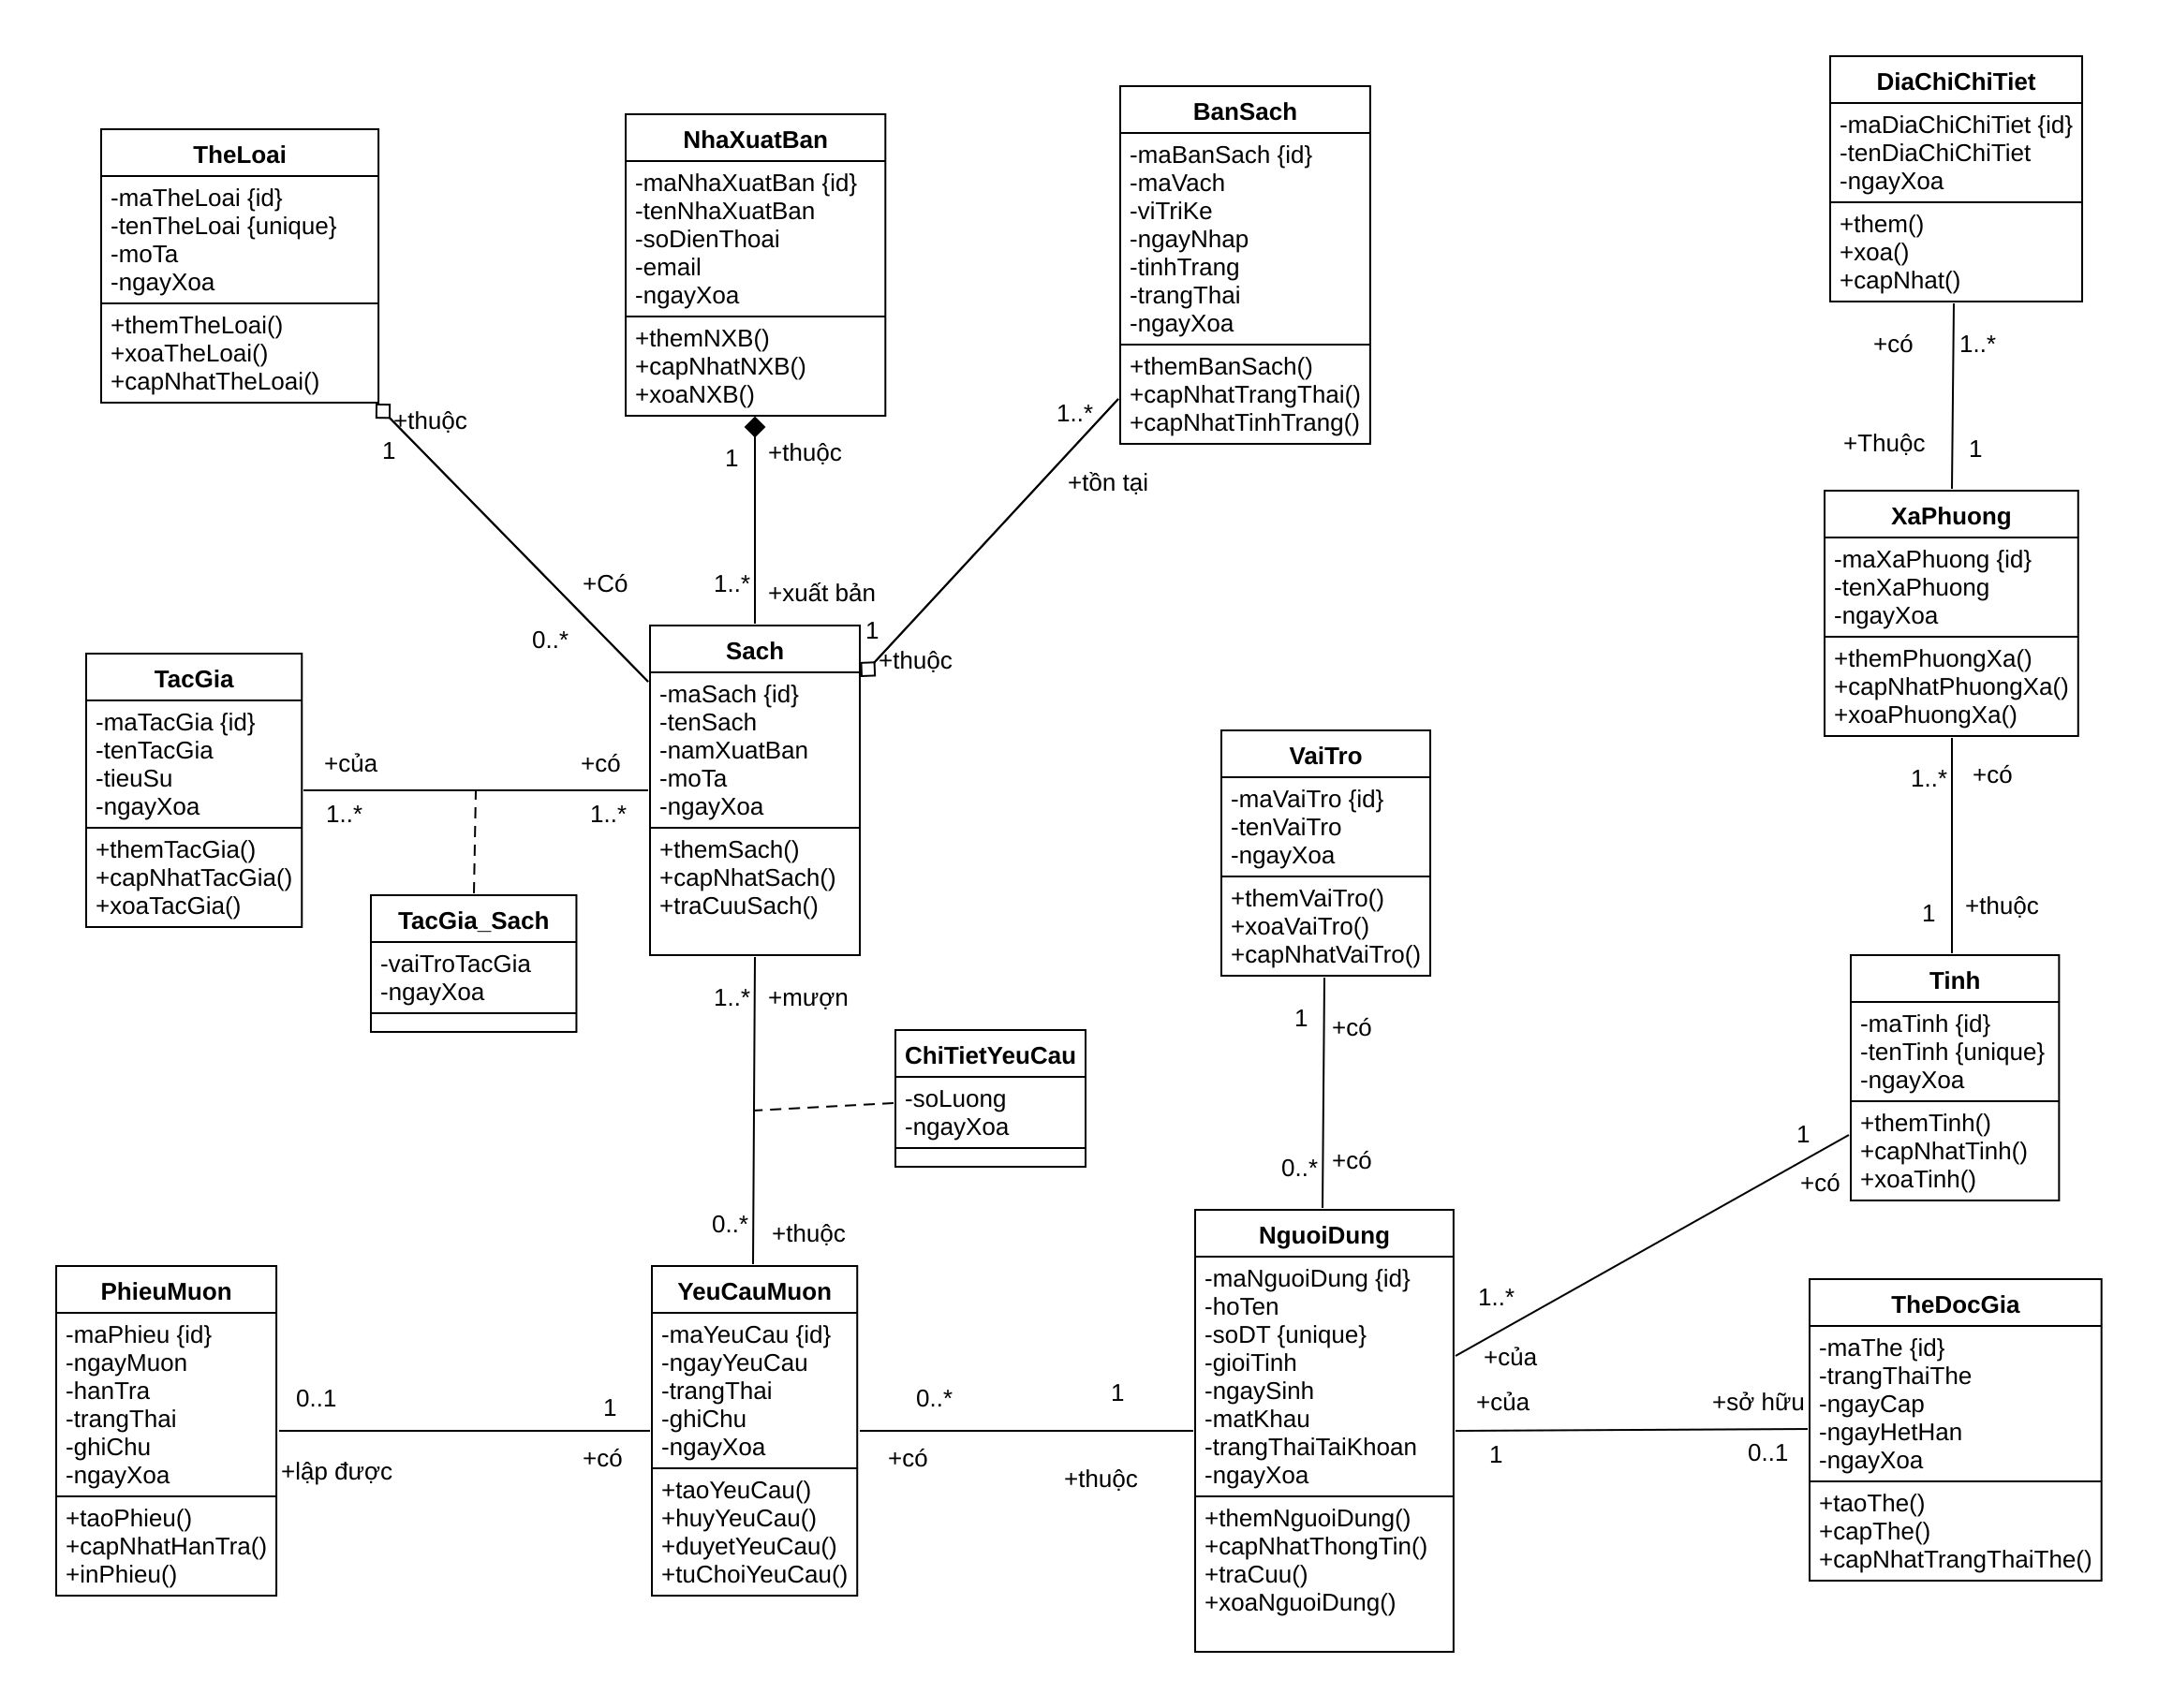 TheLoai
-maTheLoai {id}
-tenTheLoai {unique}
-moTa
-ngayXoa
+themTheLoai()
+xoaTheLoai()
+capNhatTheLoai()
NhaXuatBan
-maNhaXuatBan {id}
-tenNhaXuatBan
-soDienThoai
-email
-ngayXoa
+themNXB()
+capNhatNXB()
+xoaNXB()
BanSach
-maBanSach {id}
-maVach
-viTriKe
-ngayNhap
-tinhTrang
-trangThai
-ngayXoa
+themBanSach()
+capNhatTrangThai()
+capNhatTinhTrang()
DiaChiChiTiet
-maDiaChiChiTiet {id}
-tenDiaChiChiTiet
-ngayXoa
+them()
+xoa()
+capNhat()
+có
1..*
+Thuộc
1
+thuộc
1
+Có
0..*
1
+thuộc
1..*
+xuất bản
1..*
+tồn tại
1
+thuộc
XaPhuong
-maXaPhuong {id}
-tenXaPhuong
-ngayXoa
+themPhuongXa()
+capNhatPhuongXa()
+xoaPhuongXa()
TacGia
-maTacGia {id}
-tenTacGia
-tieuSu
-ngayXoa
+themTacGia()
+capNhatTacGia()
+xoaTacGia()
+của
+có
1..*
1..*
Sach
-maSach {id}
-tenSach
-namXuatBan
-moTa
-ngayXoa
+themSach()
+capNhatSach()
+traCuuSach()
TacGia_Sach
-vaiTroTacGia
-ngayXoa
VaiTro
-maVaiTro {id}
-tenVaiTro
-ngayXoa
+themVaiTro()
+xoaVaiTro()
+capNhatVaiTro()
1..*
+có
1
+thuộc
Tinh
-maTinh {id}
-tenTinh {unique}
-ngayXoa
+themTinh()
+capNhatTinh()
+xoaTinh()
1..*
+mượn
ChiTietYeuCau
-soLuong
-ngayXoa
0..*
+thuộc
1
+có
0..*
+có
1
+có
1..*
+của
PhieuMuon
-maPhieu {id}
-ngayMuon
-hanTra
-trangThai
-ghiChu
-ngayXoa
+taoPhieu()
+capNhatHanTra()
+inPhieu()
0..1
1
+lập được
+có
YeuCauMuon
-maYeuCau {id}
-ngayYeuCau
-trangThai
-ghiChu
-ngayXoa
+taoYeuCau()
+huyYeuCau()
+duyetYeuCau()
+tuChoiYeuCau()
0..*
1
+có
+thuộc
NguoiDung
-maNguoiDung {id}
-hoTen
-soDT {unique}
-gioiTinh
-ngaySinh
-matKhau
-trangThaiTaiKhoan
-ngayXoa
+themNguoiDung()
+capNhatThongTin()
+traCuu()
+xoaNguoiDung()
+của
+sở hữu
1
0..1
TheDocGia
-maThe {id}
-trangThaiThe
-ngayCap
-ngayHetHan
-ngayXoa
+taoThe()
+capThe()
+capNhatTrangThaiThe()